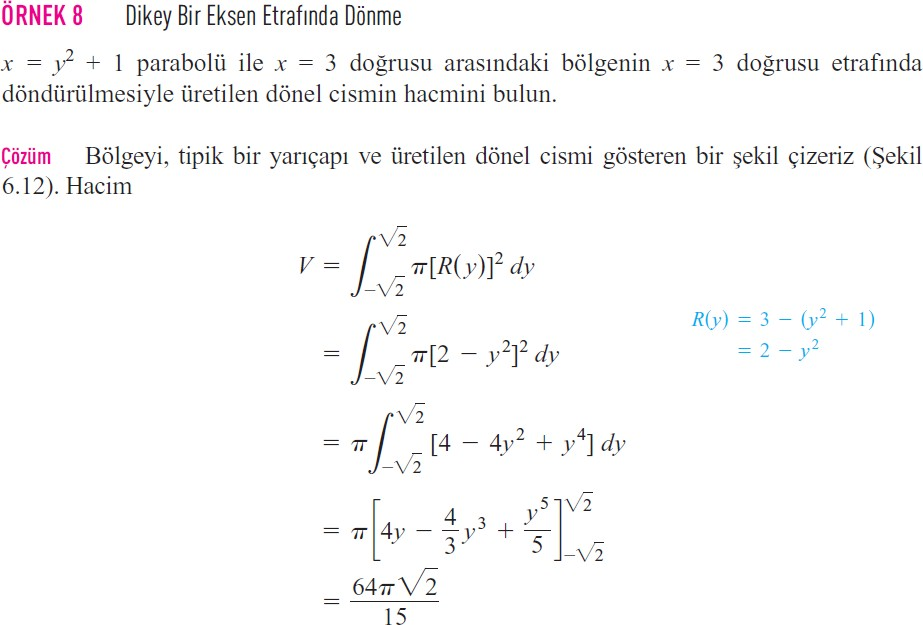 ÖRNEK 8 Dikey Bir Eksen Etrafında Dönme
x = y² + 1 parabolü ile x = 3 doğrusu arasındaki bölgenin x = 3 doğrusu etrafında
döndürülmesiyle üretilen dönel cismin hacmini bulun.
Çözüm Bölgeyi, tipik bir yarıçapı ve üretilen dönel cismi gösteren bir şekil çizeriz (Şekil
6.12). Hacim
V = ∫_{-√2}^{√2} π[R(y)]² dy
= ∫_{-√2}^{√2} π[2 − y²]² dy
R(y) = 3 − (y² + 1)
= 2 − y²
= π ∫_{-√2}^{√2} [4 − 4y² + y⁴] dy
= π [4y − 4/3 y³ + y⁵/5]_{-√2}^{√2}
= 64π√2/15